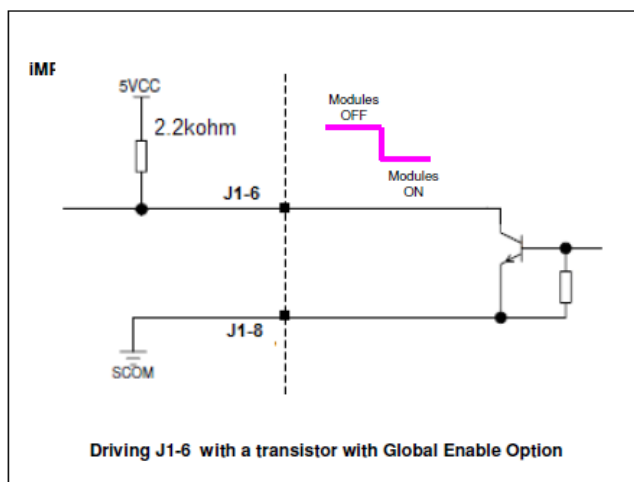 iMP
5VCC
2.2kohm
Modules
OFF
Modules
ON
J1-6
J1-8
SCOM
Driving J1-6 with a transistor with Global Enable Option